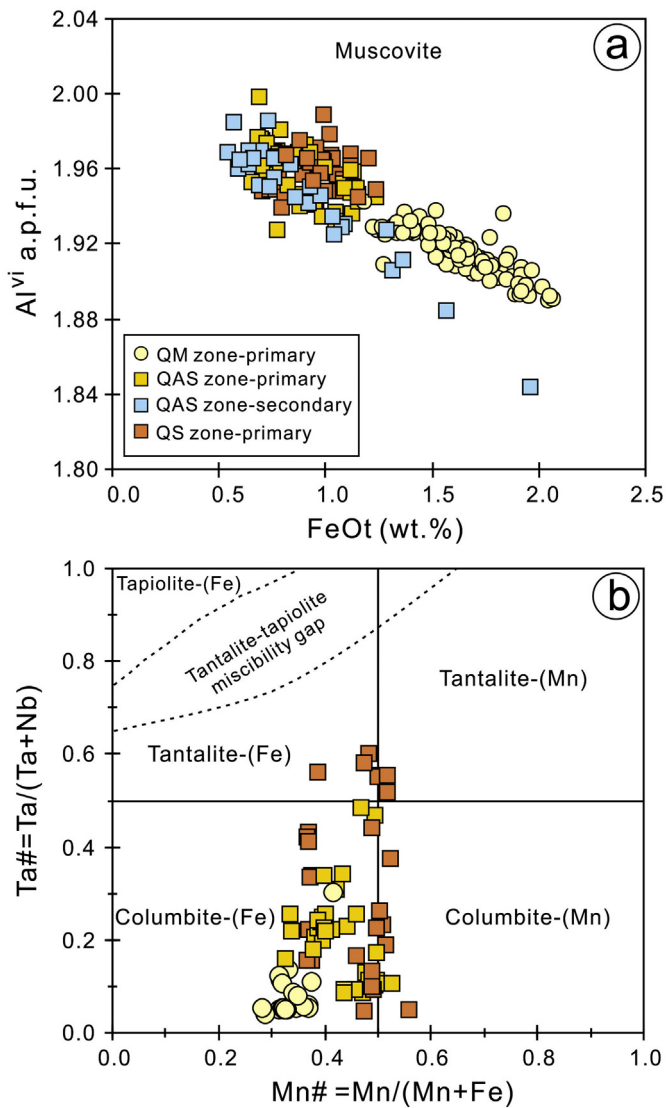 2.04
2.00
1.96
1.92
1.88
1.84
1.80
Al^vi a.p.f.u.
Muscovite
a
QM zone-primary
QAS zone-primary
QAS zone-secondary
QS zone-primary
0.0 0.5 1.0 1.5 2.0 2.5
FeOt (wt.%)
1.0
0.8
0.6
0.4
0.2
0.0
Ta#=Ta/(Ta+Nb)
b
Tapiolite-(Fe)
Tantalite-tapiolite
miscibility gap
Tantalite-(Mn)
Tantalite-(Fe)
Columbite-(Fe)
Columbite-(Mn)
0.0 0.2 0.4 0.6 0.8 1.0
Mn# =Mn/(Mn+Fe)